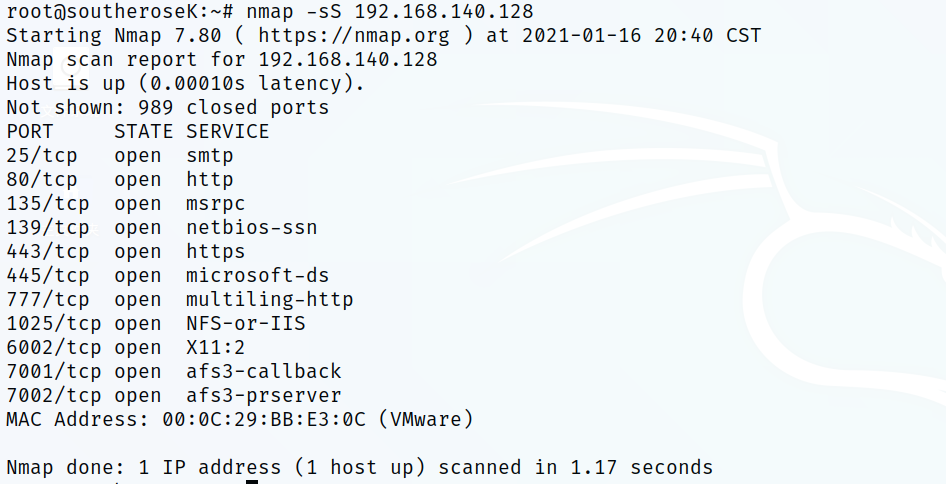 root@southeroseK:~# nmap -sS 192.168.140.128
Starting Nmap 7.80 ( https://nmap.org ) at 2021-01-16 20:40 CST
Nmap scan report for 192.168.140.128
Host is up (0.00010s latency).
Not shown: 989 closed ports
PORT     STATE SERVICE
25/tcp   open  smtp
80/tcp   open  http
135/tcp  open  msrpc
139/tcp  open  netbios-ssn
443/tcp  open  https
445/tcp  open  microsoft-ds
777/tcp  open  multiling-http
1025/tcp open  NFS-or-IIS
6002/tcp open  X11:2
7001/tcp open  afs3-callback
7002/tcp open  afs3-prserver
MAC Address: 00:0C:29:BB:E3:0C (VMware)
Nmap done: 1 IP address (1 host up) scanned in 1.17 seconds